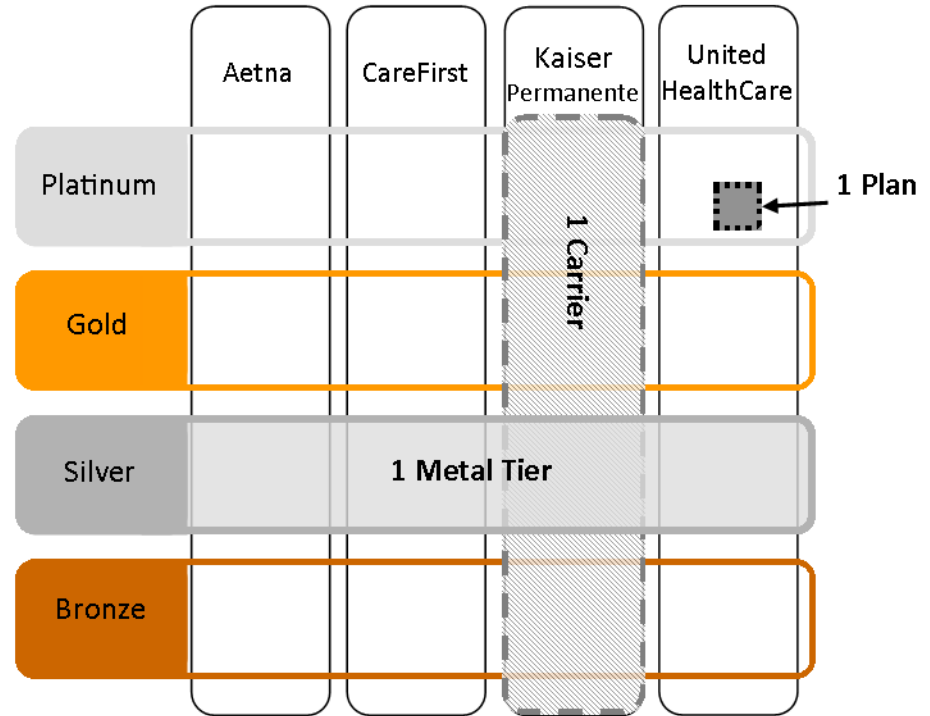 Aetna
CareFirst
Kaiser
Permanente
United
HealthCare
Platinum
1 Plan
1 Carrier
Gold
Silver
1 Metal Tier
Bronze